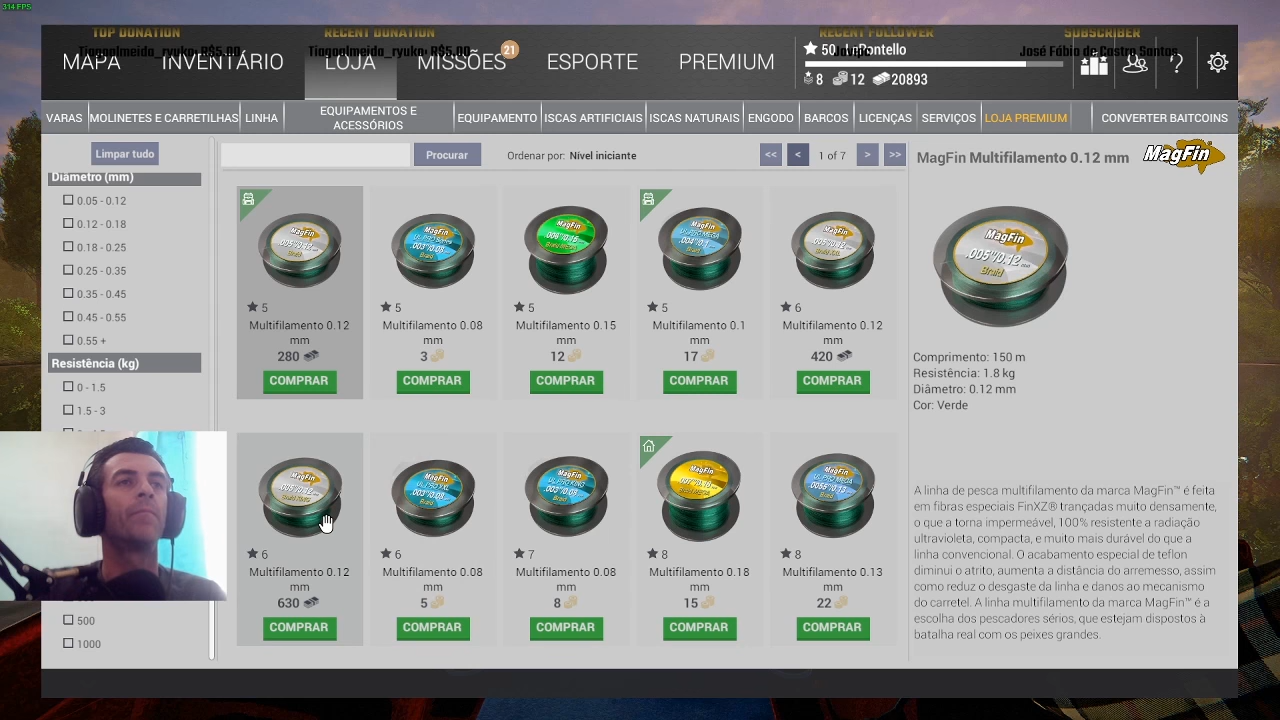 314 FPS
TOP DONATION
RECENT DONATION
RECENT FOLLOWER
SUBSCRIBER
José Fábio de Castro Santos
MAPA
INVENTÁRIO
LOJA
MISSÕES
21
ESPORTE
PREMIUM
8
12
20893
VARAS
MOLINETES E CARRETILHAS
LINHA
EQUIPAMENTOS E
ACESSÓRIOS
EQUIPAMENTO
ISCAS ARTIFICIAIS
ISCAS NATURAIS
ENGODO
BARCOS
LICENÇAS
SERVIÇOS
LOJA PREMIUM
CONVERTER BAITCOINS
Limpar tudo
Diâmetro (mm)
0.05 - 0.12
0.12 - 0.18
0.18 - 0.25
0.25 - 0.35
0.35 - 0.45
0.45 - 0.55
0.55 +
Resistência (kg)
0 - 1.5
1.5 - 3
500
1000
Procurar
Ordenar por: Nível iniciante
<<
<
1 of 7
>
>>
5
Multifilamento 0.12
mm
280
COMPRAR
5
Multifilamento 0.08
mm
3
COMPRAR
5
Multifilamento 0.15
mm
12
COMPRAR
5
Multifilamento 0.1
mm
17
COMPRAR
6
Multifilamento 0.12
mm
420
COMPRAR
6
Multifilamento 0.12
mm
630
COMPRAR
6
Multifilamento 0.08
mm
5
COMPRAR
7
Multifilamento 0.08
mm
8
COMPRAR
8
Multifilamento 0.18
mm
15
COMPRAR
8
Multifilamento 0.13
mm
22
COMPRAR
MagFin Multifilamento 0.12 mm
MagFin
MagFin
.005"/0.12 mm
Braid
Comprimento: 150 m
Resistência: 1.8 kg
Diâmetro: 0.12 mm
Cor: Verde
A linha de pesca multifilamento da marca MagFin™ é feita
em fibras especiais FinXZ® trançadas muito densamente,
o que a torna impermeável, 100% resistente a radiação
ultravioleta, compacta, e muito mais durável do que a
linha convencional. O acabamento especial de teflon
diminui o atrito, aumenta a distância do arremesso, assim
como reduz o desgaste da linha e danos ao mecanismo
do carretel. A linha multifilamento da marca MagFin™ é a
escolha dos pescadores sérios, que estejam dispostos à
batalha real com os peixes grandes.